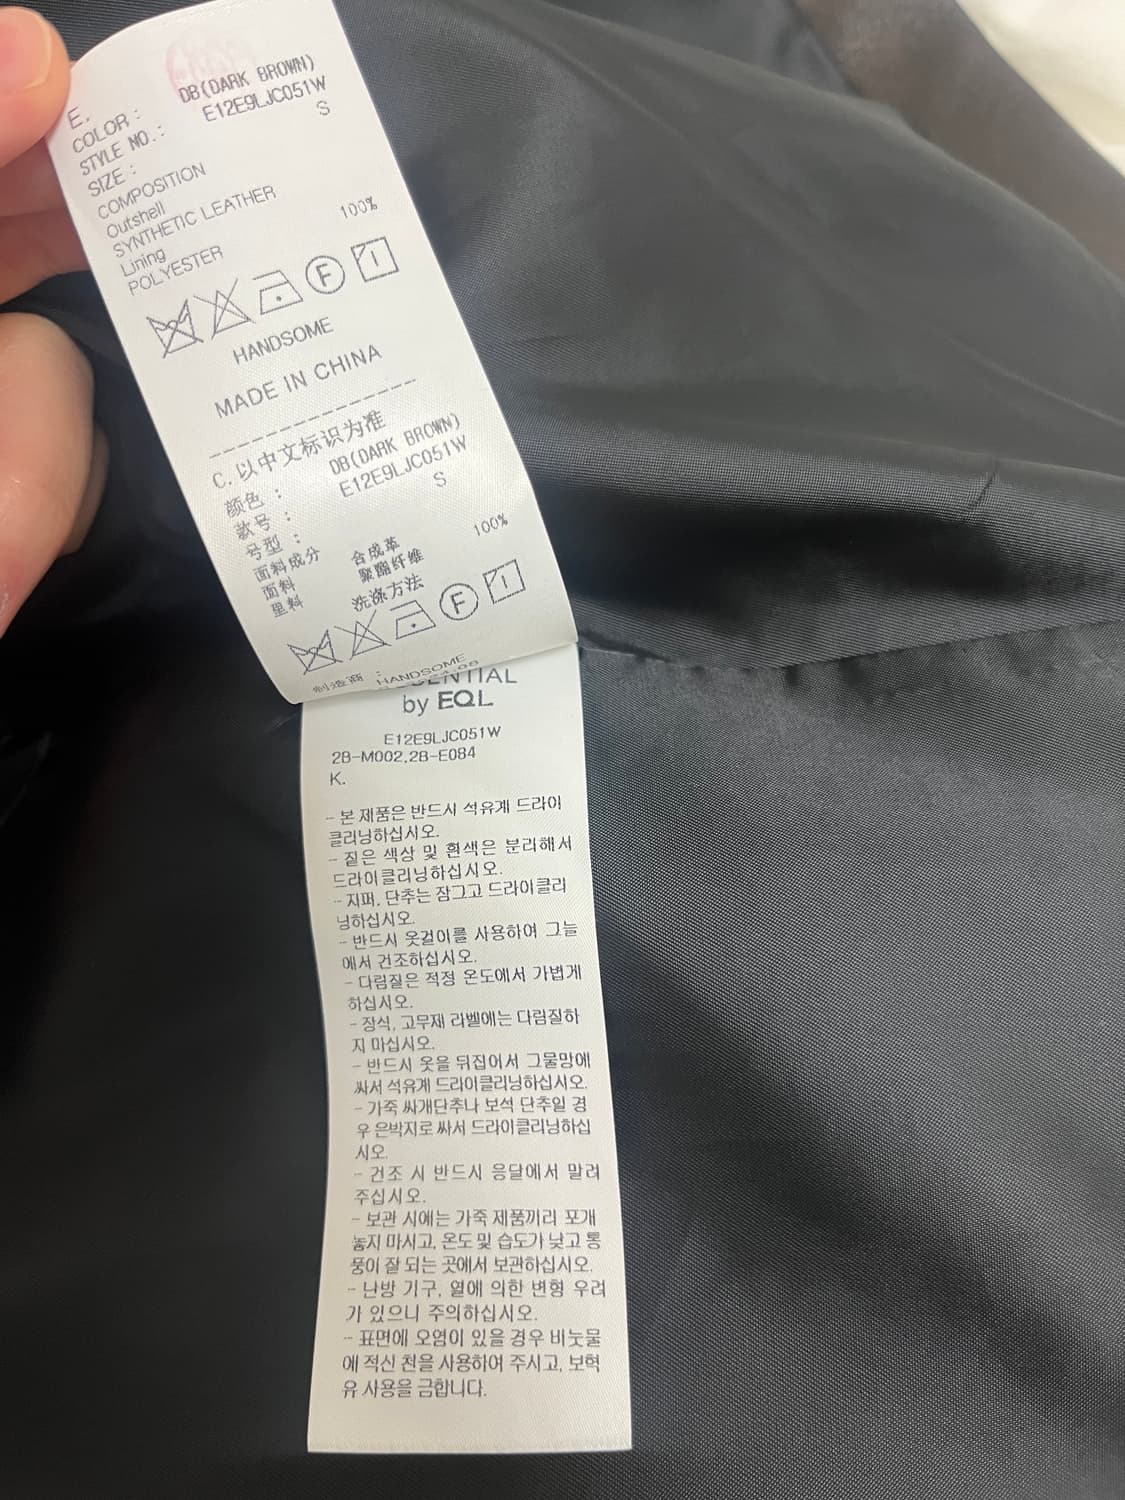 E.
COLOR : DB(DARK BROWN)
STYLE NO.: E12E9LJC051W
SIZE : S
COMPOSITION
Outshell
SYNTHETIC LEATHER
Lining
POLYESTER 100%
F
HANDSOME
MADE IN CHINA
C. 以中文标识为准
颜色 : DB(DARK BROWN)
款号 : E12E9LJC051W
号型 : S
面料成分
面料 合成革
里料 聚酯纤维 100%
洗涤方法
F
制造商 : HANDSOME
by EQL
E12E9LJC051W
2B-M002,2B-E084
K.
- 본 제품은 반드시 석유계 드라이
클리닝하십시오.
- 짙은 색상 및 흰색은 분리해서
드라이클리닝하십시오.
- 지퍼, 단추는 잠그고 드라이클리
닝하십시오.
- 반드시 옷걸이를 사용하여 그늘
에서 건조하십시오.
- 다림질은 적정 온도에서 가볍게
하십시오.
- 장식, 고무제 라벨에는 다림질하
지 마십시오.
- 반드시 옷을 뒤집어서 그물망에
싸서 석유계 드라이클리닝하십시오.
- 가죽 싸개단추나 보석 단추일 경
우 은박지로 싸서 드라이클리닝하십
시오.
- 건조 시 반드시 응달에서 말려
주십시오.
- 보관 시에는 가죽 제품끼리 포개
놓지 마시고, 온도 및 습도가 낮고 통
풍이 잘 되는 곳에서 보관하십시오.
- 난방 기구, 열에 의한 변형 우려
가 있으니 주의하십시오.
- 표면에 오염이 있을 경우 비눗물
에 적신 천을 사용하여 주시고, 보혁
유 사용을 금합니다.